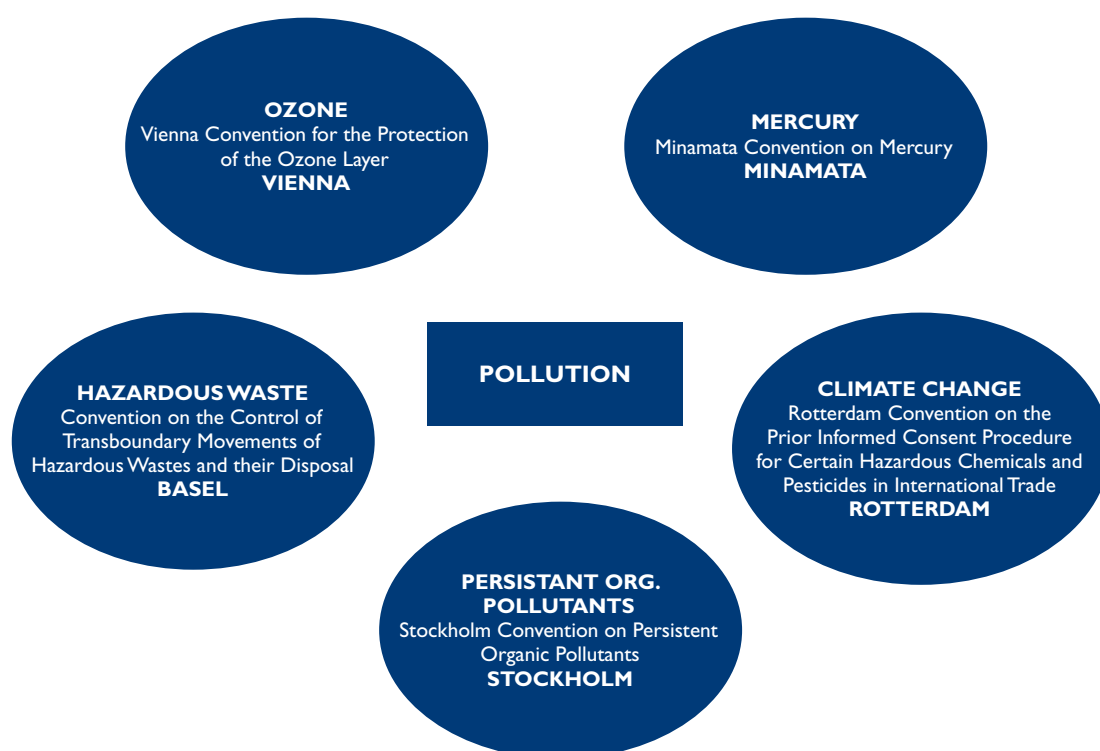 OZONE
Vienna Convention for the Protection
of the Ozone Layer
VIENNA
MERCURY
Minamata Convention on Mercury
MINAMATA
POLLUTION
HAZARDOUS WASTE
Convention on the Control of
Transboundary Movements of
Hazardous Wastes and their Disposal
BASEL
CLIMATE CHANGE
Rotterdam Convention on the
Prior Informed Consent Procedure
for Certain Hazardous Chemicals and
Pesticides in International Trade
ROTTERDAM
PERSISTANT ORG.
POLLUTANTS
Stockholm Convention on Persistent
Organic Pollutants
STOCKHOLM